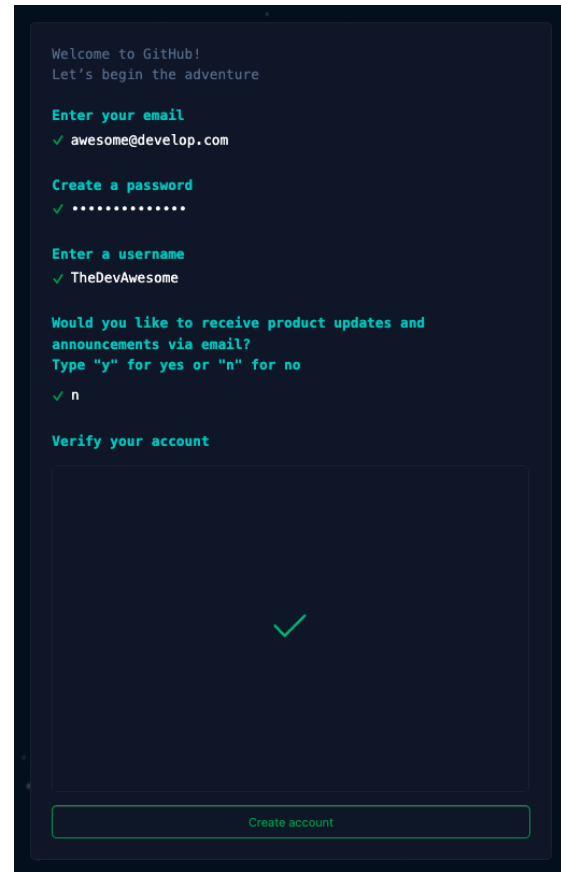 Welcome to GitHub!
Let's begin the adventure
Enter your email
✓ awesome@develop.com
Create a password
✓ ••••••••••••••
Enter a username
✓ TheDevAwesome
Would you like to receive product updates and
announcements via email?
Type "y" for yes or "n" for no
✓ n
Verify your account
Create account